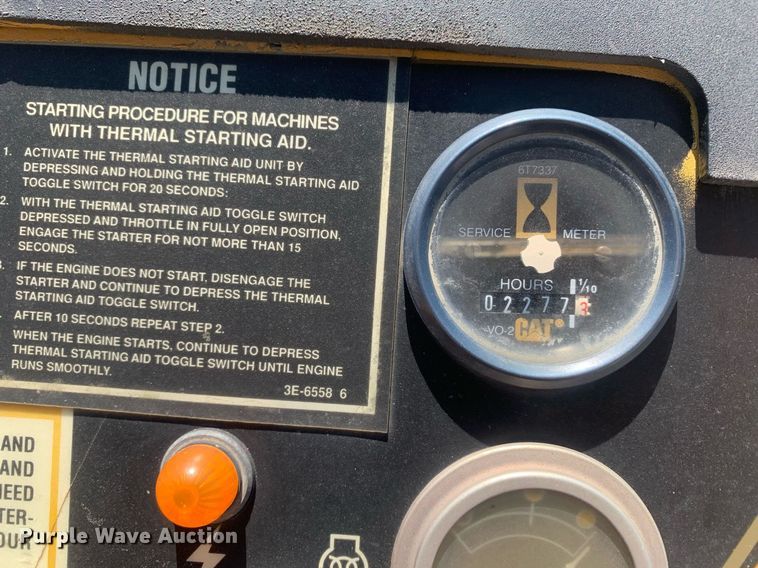 NOTICE
STARTING PROCEDURE FOR MACHINES
WITH THERMAL STARTING AID.
1. ACTIVATE THE THERMAL STARTING AID UNIT BY
DEPRESSING AND HOLDING THE THERMAL STARTING AID
TOGGLE SWITCH FOR 20 SECONDS:
2. WITH THE THERMAL STARTING AID TOGGLE SWITCH
DEPRESSED AND THROTTLE IN FULLY OPEN POSITION,
ENGAGE THE STARTER FOR NOT MORE THAN 15
SECONDS.
IF THE ENGINE DOES NOT START, DISENGAGE THE
STARTER AND CONTINUE TO DEPRESS THE THERMAL
STARTING AID TOGGLE SWITCH.
AFTER 10 SECONDS REPEAT STEP 2.
WHEN THE ENGINE STARTS, CONTINUE TO DEPRESS
THERMAL STARTING AID TOGGLE SWITCH UNTIL ENGINE
RUNS SMOOTHLY.
3E-6558 6
6T7337
SERVICE METER
HOURS 1/10
02277 3
VO-2 CAT
AND
AND
NEED
TER-
OUR
Purple Wave Auction